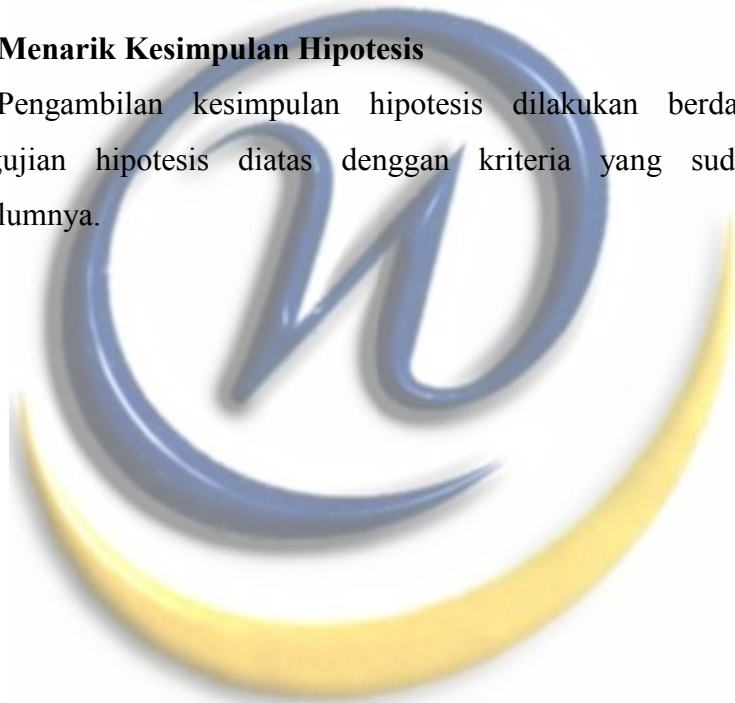 Menarik Kesimpulan Hipotesis
Pengambilan kesimpulan hipotesis dilakukan berda
gujian hipotesis diatas denggan kriteria yang sud
lumnya.